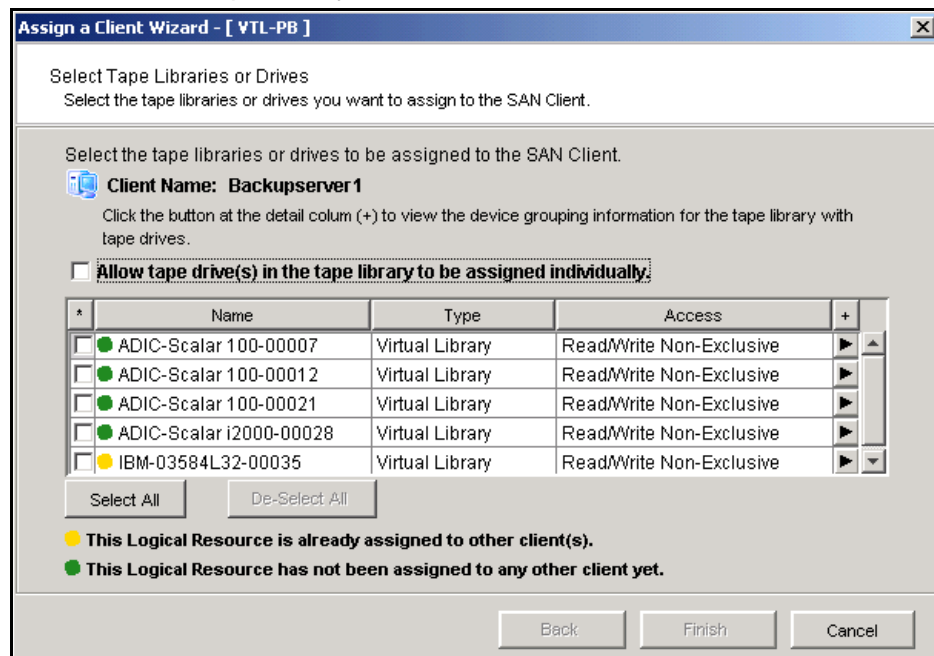 Assign a Client Wizard - [ VTL-PB ]
Select Tape Libraries or Drives
Select the tape libraries or drives you want to assign to the SAN Client.
Select the tape libraries or drives to be assigned to the SAN Client.
Client Name: Backupserver1
Click the button at the detail colum (+) to view the device grouping information for the tape library with
tape drives.
Allow tape drive(s) in the tape library to be assigned individually.
* Name Type Access +
ADIC-Scalar 100-00007 Virtual Library Read/Write Non-Exclusive
ADIC-Scalar 100-00012 Virtual Library Read/Write Non-Exclusive
ADIC-Scalar 100-00021 Virtual Library Read/Write Non-Exclusive
ADIC-Scalar i2000-00028 Virtual Library Read/Write Non-Exclusive
IBM-03584L32-00035 Virtual Library Read/Write Non-Exclusive
Select All De-Select All
This Logical Resource is already assigned to other client(s).
This Logical Resource has not been assigned to any other client yet.
Back Finish Cancel